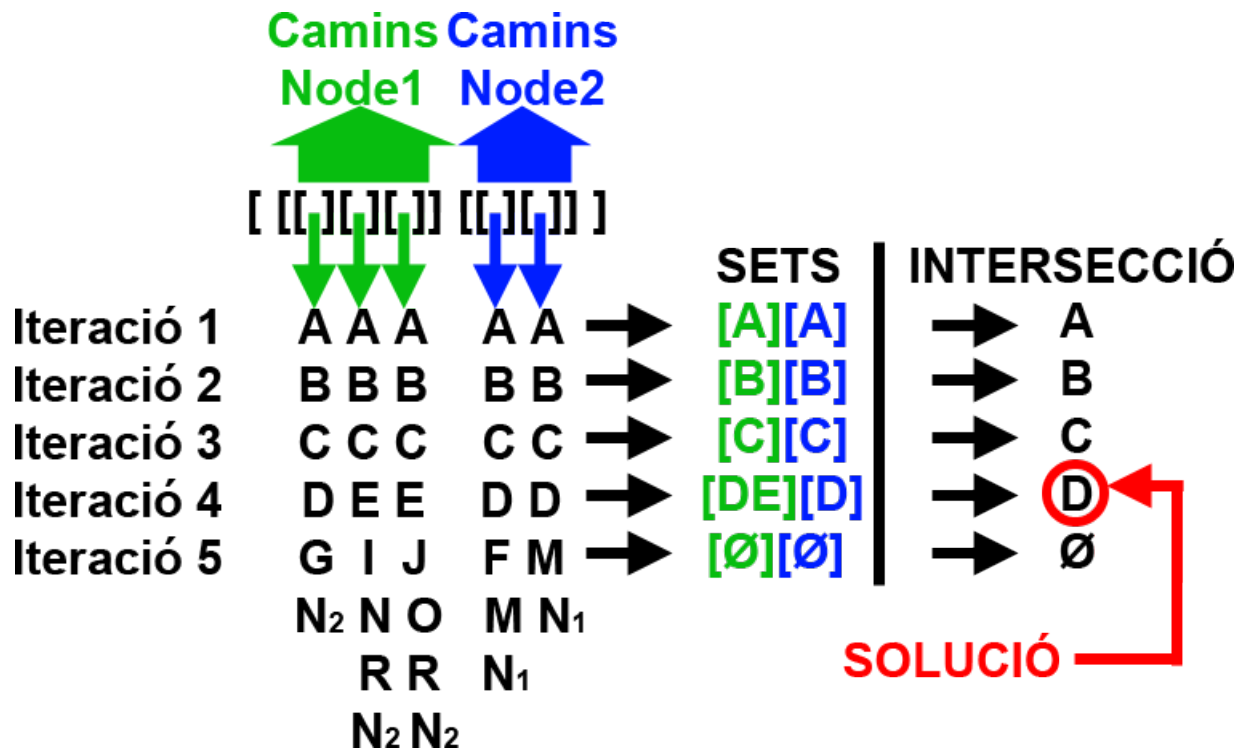 Camins Camins
Node1 Node2
[ [[.][.][.]] [[.][.]] ]
SETS INTERSECCIÓ
Iteració 1 A A A A A [A][A] A
Iteració 2 B B B B B [B][B] B
Iteració 3 C C C C C [C][C] C
Iteració 4 D E E D D [DE][D] D
Iteració 5 G I J F M [Ø][Ø] Ø
N₂ N O M N₁
R R N₁ SOLUCIÓ
N₂ N₂